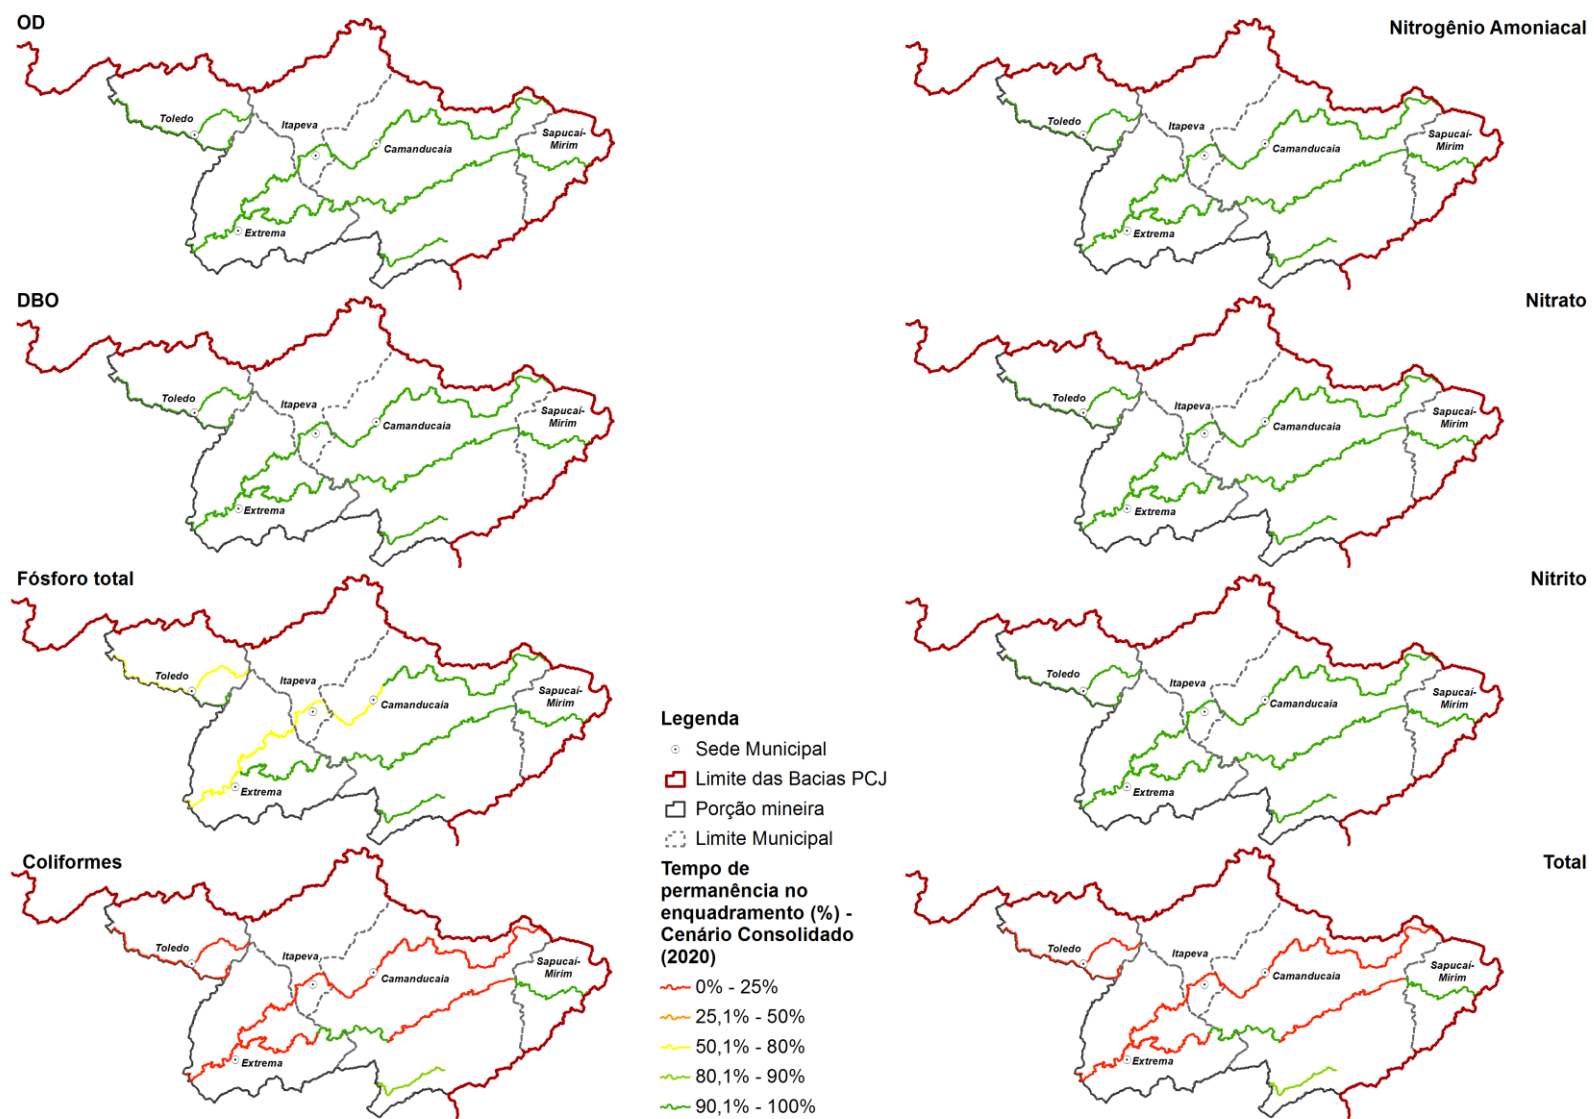 OD
Toledo
Itapeva
Camanducaia
Sapucaí-
Mirim
Extrema
Nitrogênio Amoniacal
Toledo
Itapeva
Camanducaia
Sapucaí-
Mirim
Extrema
DBO
Toledo
Itapeva
Camanducaia
Sapucaí-
Mirim
Extrema
Nitrato
Toledo
Itapeva
Camanducaia
Sapucaí-
Mirim
Extrema
Fósforo total
Toledo
Itapeva
Camanducaia
Sapucaí-
Mirim
Extrema
Nitrito
Toledo
Itapeva
Camanducaia
Sapucaí-
Mirim
Extrema
Coliformes
Toledo
Itapeva
Camanducaia
Sapucaí-
Mirim
Extrema
Legenda
Sede Municipal
Limite das Bacias PCJ
Porção mineira
Limite Municipal
Tempo de
permanência no
enquadramento (%) -
Cenário Consolidado
(2020)
0% - 25%
25,1% - 50%
50,1% - 80%
80,1% - 90%
90,1% - 100%
Total
Toledo
Itapeva
Camanducaia
Sapucaí-
Mirim
Extrema